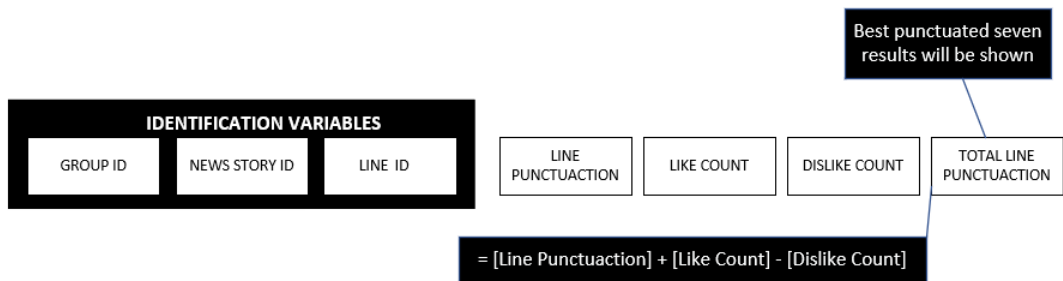 Best punctuated seven
results will be shown
IDENTIFICATION VARIABLES
GROUP ID
NEWS STORY ID
LINE ID
LINE
PUNCTUACTION
LIKE COUNT
DISLIKE COUNT
TOTAL LINE
PUNCTUACTION
= [Line Punctuaction] + [Like Count] - [Dislike Count]